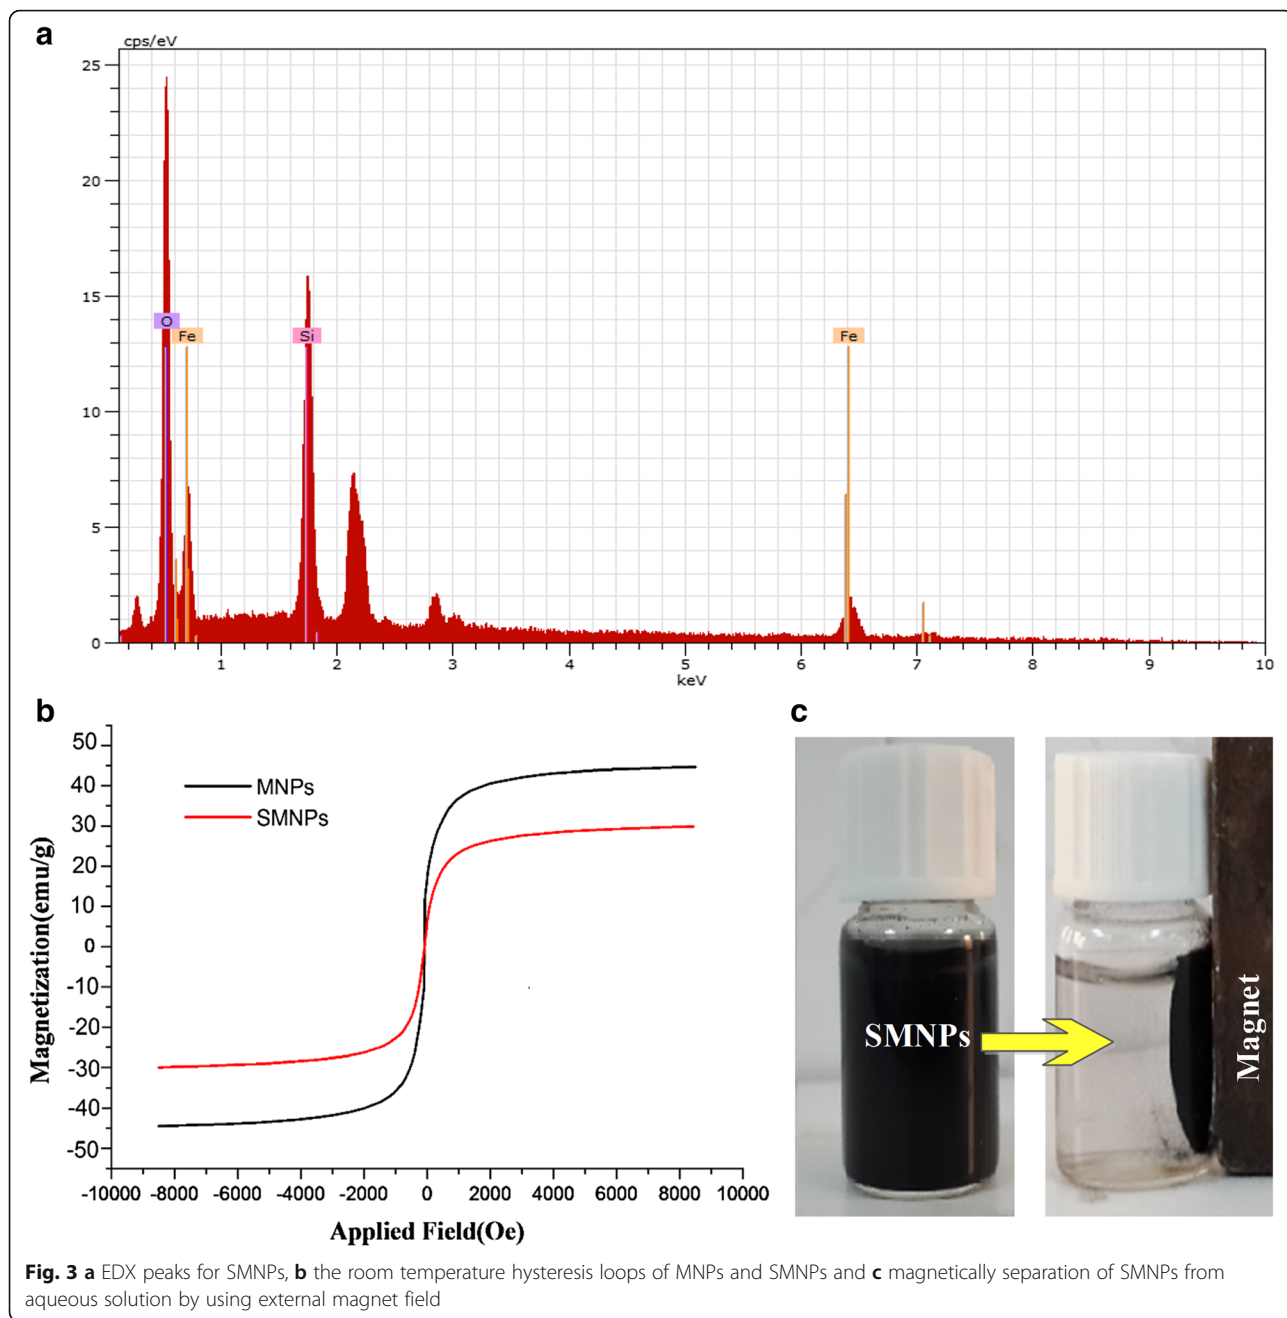 a
cps/eV
25
20
15
10
5
0
O
Fe
Si
Fe
1 2 3 4 5 6 7 8 9 10
keV
b
50
40
30
20
10
0
-10
-20
-30
-40
-50
Magnetization(emu/g)
MNPs
SMNPs
-10000 -8000 -6000 -4000 -2000 0 2000 4000 6000 8000 10000
Applied Field(Oe)
c
SMNPs
Magnet
Fig. 3 a EDX peaks for SMNPs, b the room temperature hysteresis loops of MNPs and SMNPs and c magnetically separation of SMNPs from
aqueous solution by using external magnet field